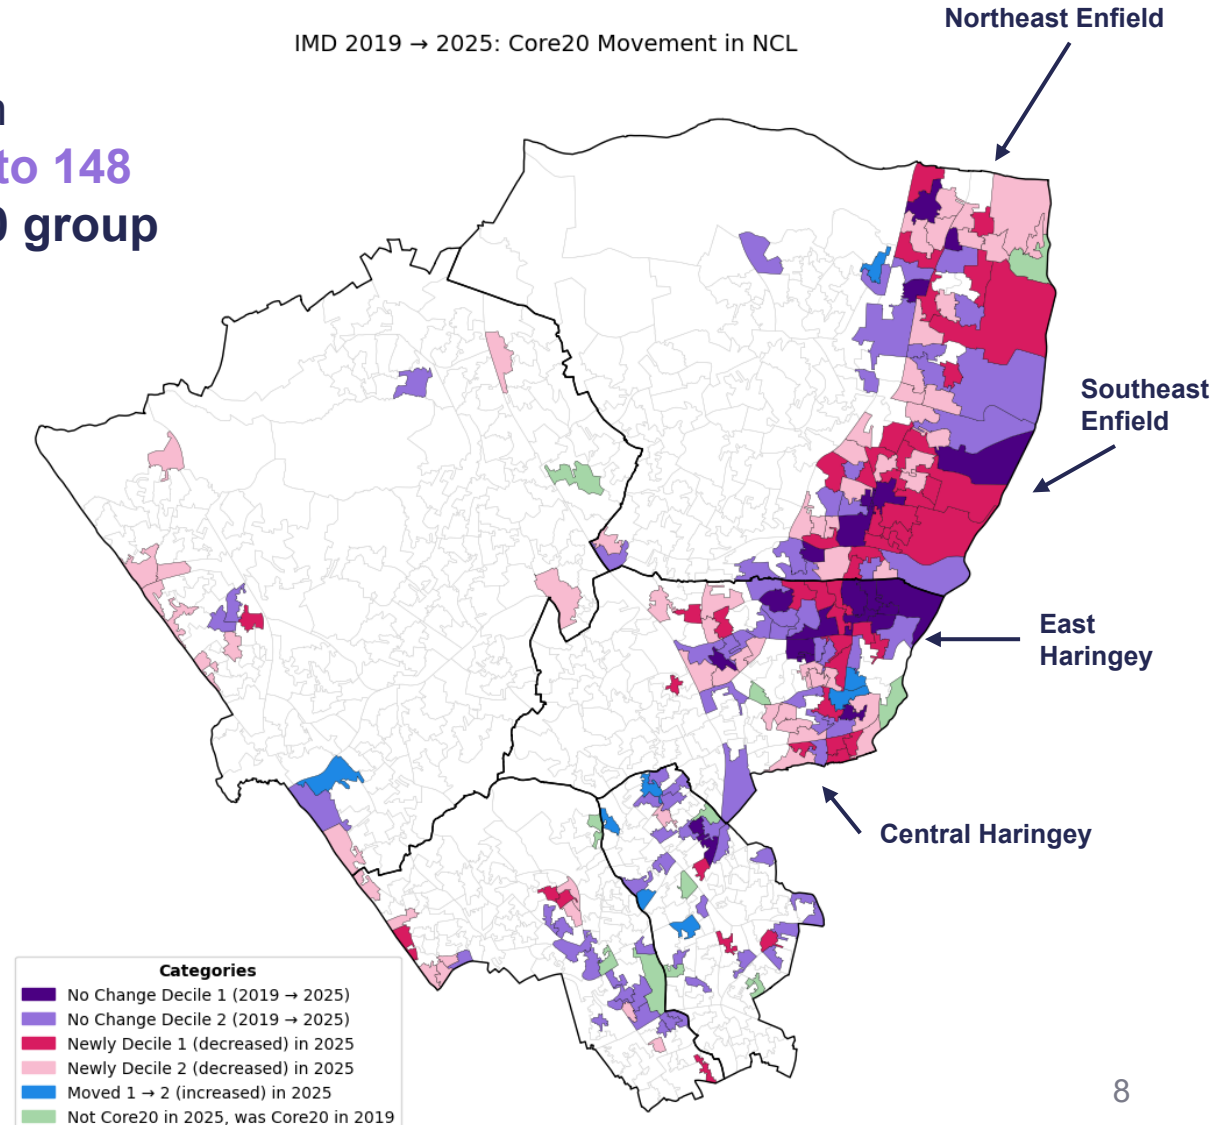 Northeast Enfield
IMD 2019 → 2025: Core20 Movement in NCL
to 148
group
Southeast
Enfield
East
Haringey
Central Haringey
Categories
No Change Decile 1 (2019 → 2025)
No Change Decile 2 (2019 → 2025)
Newly Decile 1 (decreased) in 2025
Newly Decile 2 (decreased) in 2025
Moved 1 → 2 (increased) in 2025
Not Core20 in 2025, was Core20 in 2019
8